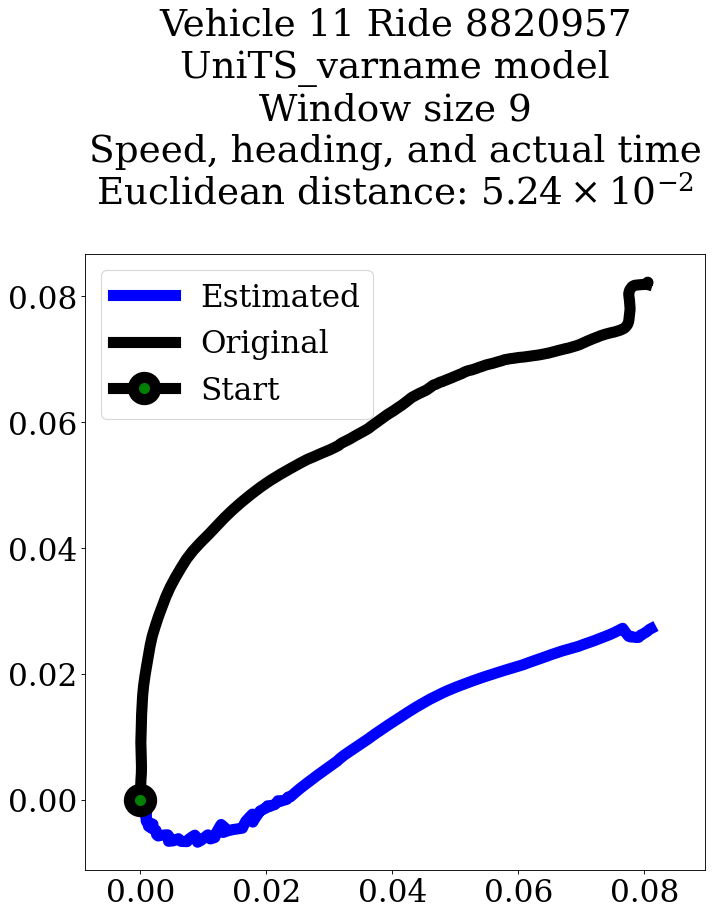 Vehicle 11 Ride 8820957
UniTS_varname model
Window size 9
Speed, heading, and actual time
Euclidean distance: 5.24 × 10⁻²
Estimated
Original
Start
0.08
0.06
0.04
0.02
0.00
0.00 0.02 0.04 0.06 0.08